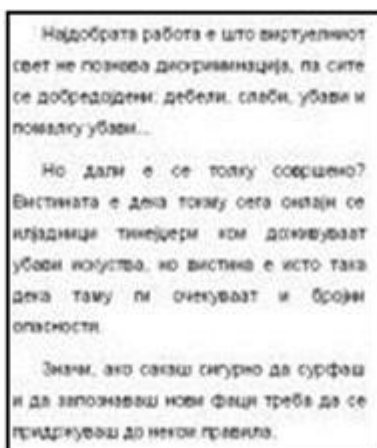 Најдобрата работа е што виртуелниот
свет не познава дискриминација, па сите
се добредојдени: дебели, слаби, убави и
помалку убави...
Но дали е се толку совршено?
Вистината е дека токму сега онлајн се
илјадници тинејџери кои доживуваат
убави искуства, но вистина е исто така
дека таму ги очекуваат и бројни
опасности.
Значи, ако сакаш сигурно да сурфаш
и да запознаваш нови фаци треба да се
придржуваш до некои правила.